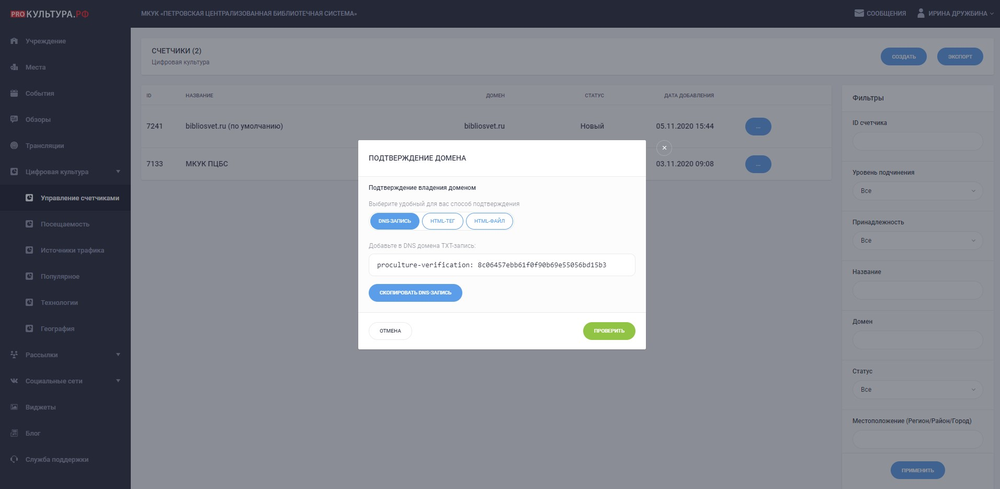 PROКУЛЬТУРА.РФ
МКУК «ПЕТРОВСКАЯ ЦЕНТРАЛИЗОВАННАЯ БИБЛИОТЕЧНАЯ СИСТЕМА»
СООБЩЕНИЯ
ИРИНА ДРУЖБИНА
Учреждение
Места
События
Обзоры
Трансляции
Цифровая культура
Управление счетчиками
Посещаемость
Источники трафика
Популярное
Технологии
География
Рассылки
Социальные сети
Виджеты
Блог
Служба поддержки
СЧЕТЧИКИ (2)
Цифровая культура
СОЗДАТЬ
ЭКСПОРТ
ID НАЗВАНИЕ ДОМЕН СТАТУС ДАТА ДОБАВЛЕНИЯ
7241 bibliosvet.ru (по умолчанию) bibliosvet.ru Новый 05.11.2020 15:44 ...
7133 МКУК ПЦБС 03.11.2020 09:08 ...
ПОДТВЕРЖДЕНИЕ ДОМЕНА
Подтверждение владения доменом
Выберите удобный для вас способ подтверждения
DNS-ЗАПИСЬ HTML-ТЕГ HTML-ФАЙЛ
Добавьте в DNS домена TXT-запись:
proculture-verification: 8c06457ebb61f0f90b69e55056bd15b3
СКОПИРОВАТЬ DNS-ЗАПИСЬ
ОТМЕНА
ПРОВЕРИТЬ
Фильтры
ID счетчика
Уровень подчинения
Все
Принадлежность
Все
Название
Домен
Статус
Все
Местоположение (Регион/Район/Город)
ПРИМЕНИТЬ